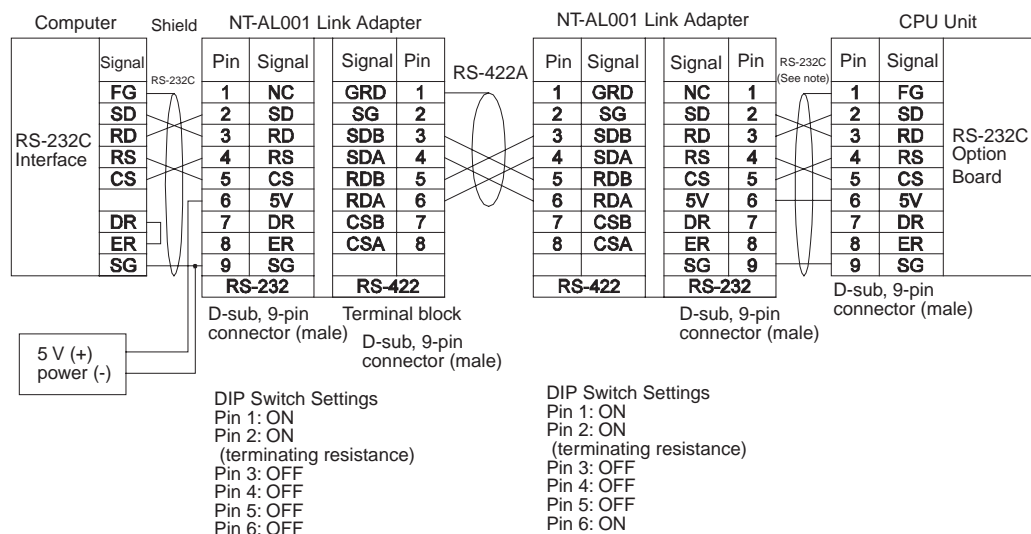 Computer Shield NT-AL001 Link Adapter NT-AL001 Link Adapter CPU Unit
Signal Pin Signal Signal Pin Pin Signal Signal Pin Pin Signal
RS-232C RS-422A RS-232C
(See note)
FG 1 NC GRD 1 1 GRD NC 1 1 FG
SD 2 SD SG 2 2 SG SD 2 2 SD
RD 3 RD SDB 3 3 SDB RD 3 3 RD
RS-232C
Interface
RS 4 RS SDA 4 4 SDA RS 4 4 RS
RS-232C
Option
Board
CS 5 CS RDB 5 5 RDB CS 5 5 CS
6 5V RDA 6 6 RDA 5V 6 6 5V
DR 7 DR CSB 7 7 CSB DR 7 7 DR
ER 8 ER CSA 8 8 CSA ER 8 8 ER
SG 9 SG SG 9 9 SG
RS-232 RS-422 RS-422 RS-232
D-sub, 9-pin
connector (male)
Terminal block
D-sub, 9-pin
connector (male)
D-sub, 9-pin
connector (male)
D-sub, 9-pin
connector (male)
5 V (+)
power (-)
DIP Switch Settings
Pin 1: ON
Pin 2: ON
(terminating resistance)
Pin 3: OFF
Pin 4: OFF
Pin 5: OFF
Pin 6: OFF
DIP Switch Settings
Pin 1: ON
Pin 2: ON
(terminating resistance)
Pin 3: OFF
Pin 4: OFF
Pin 5: OFF
Pin 6: ON